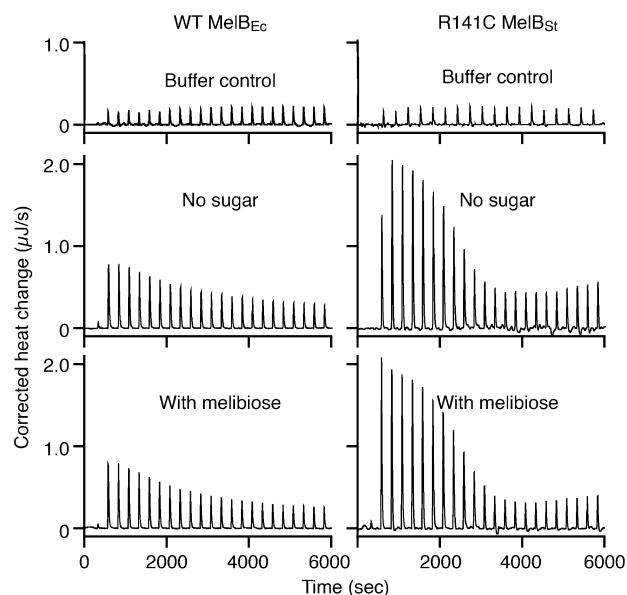 WT MelBEc
R141C MelBSt
1.0
Buffer control
Buffer control
0
2.0
No sugar
No sugar
1.0
0
Corrected heat change (µJ/s)
2.0
With melibiose
With melibiose
1.0
0
0 2000 4000 6000 2000 4000 6000
Time (sec)